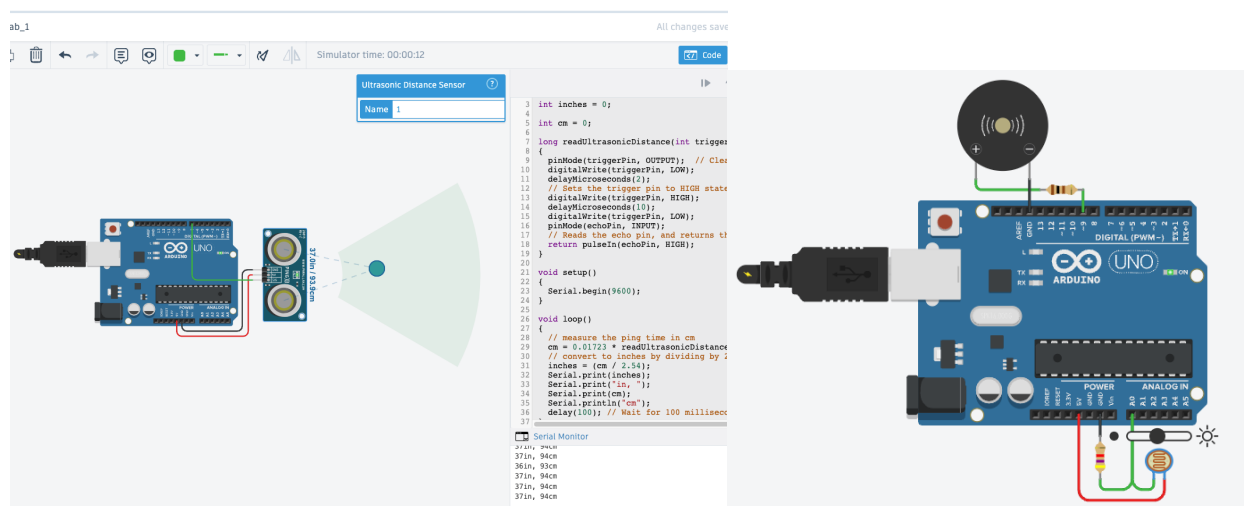 ab_1
All changes save
Simulator time: 00:00:12
Code
Ultrasonic Distance Sensor
?
Name 1
3 int inches = 0;
4
5 int cm = 0;
6
7 long readUltrasonicDistance(int trigger
8 {
9 pinMode(triggerPin, OUTPUT); // Clea
10 digitalWrite(triggerPin, LOW);
11 delayMicroseconds(2);
12 // Sets the trigger pin to HIGH state
13 digitalWrite(triggerPin, HIGH);
14 delayMicroseconds(10);
15 digitalWrite(triggerPin, LOW);
16 pinMode(echoPin, INPUT);
17 // Reads the echo pin, and returns th
18 return pulseIn(echoPin, HIGH);
19 }
20
21 void setup()
22 {
23 Serial.begin(9600);
24 }
25
26 void loop()
27 {
28 // measure the ping time in cm
29 cm = 0.01723 * readUltrasonicDistance
30 // convert to inches by dividing by 2
31 inches = (cm / 2.54);
32 Serial.print(inches);
33 Serial.print("in, ");
34 Serial.print(cm);
35 Serial.println("cm");
36 delay(100); // Wait for 100 millisec
37
Serial Monitor
37in, 94cm
37in, 94cm
36in, 93cm
37in, 94cm
37in, 94cm
37in, 94cm
37.0in / 93.9cm
DIGITAL (PWM~)
UNO
ARDUINO
POWER
ANALOG IN
AREF
GND
13
12
~11
~10
~9
8
7
~6
~5
4
~3
2
TX→1
RX←0
DIGITAL (PWM~)
L
TX
RX
UNO
ON
ARDUINO
POWER
ANALOG IN
IOREF
RESET
3.3V
5V
GND
GND
Vin
A0
A1
A2
A3
A4
A5